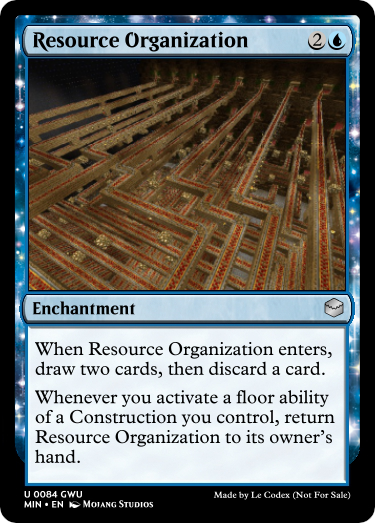 Resource Organization 2
Enchantment
When Resource Organization enters,
draw two cards, then discard a card.
Whenever you activate a floor ability
of a Construction you control, return
Resource Organization to its owner's
hand.
U 0084 GWU
MIN • EN Mojang Studios
Made by Le Codex (Not For Sale)